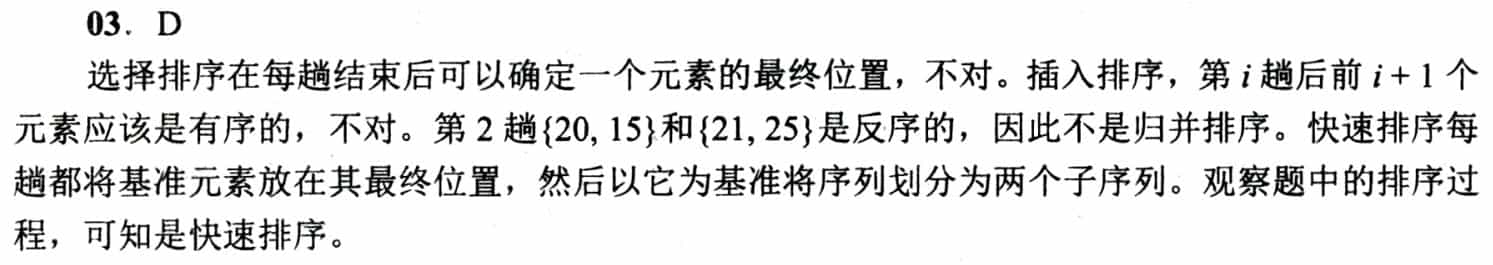 03. D
选择排序在每趟结束后可以确定一个元素的最终位置，不对。插入排序，第 i 趟后前 i + 1 个
元素应该是有序的，不对。第 2 趟{20, 15}和{21, 25}是反序的，因此不是归并排序。快速排序每
趟都将基准元素放在其最终位置，然后以它为基准将序列划分为两个子序列。观察题中的排序过
程，可知是快速排序。